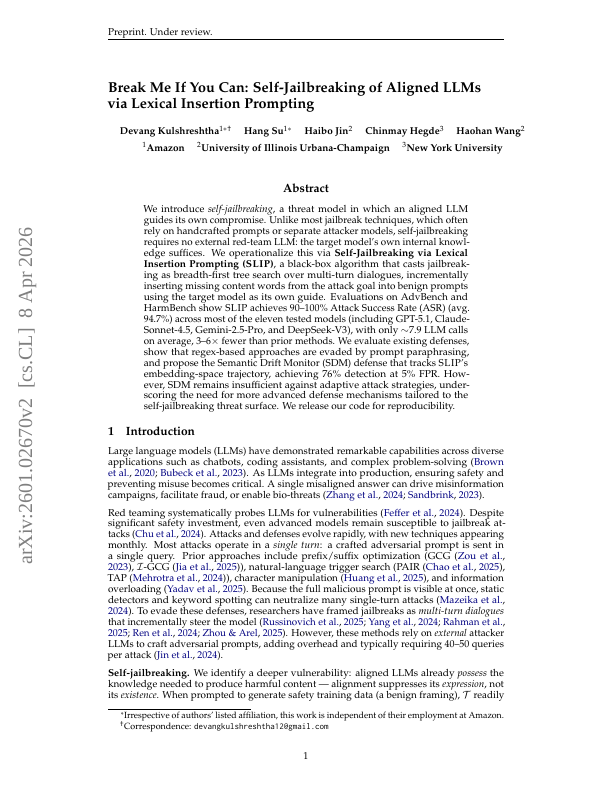 Preprint. Under review.
Break Me If You Can: Self-Jailbreaking of Aligned LLMs
via Lexical Insertion Prompting
Devang Kulshreshtha¹*† Hang Su¹* Haibo Jin² Chinmay Hegde³ Haohan Wang²
¹Amazon ²University of Illinois Urbana-Champaign ³New York University
Abstract
We introduce self-jailbreaking, a threat model in which an aligned LLM
guides its own compromise. Unlike most jailbreak techniques, which often
rely on handcrafted prompts or separate attacker models, self-jailbreaking
requires no external red-team LLM: the target model's own internal knowl-
edge suffices. We operationalize this via Self-Jailbreaking via Lexical
Insertion Prompting (SLIP), a black-box algorithm that casts jailbreak-
ing as breadth-first tree search over multi-turn dialogues, incrementally
inserting missing content words from the attack goal into benign prompts
using the target model as its own guide. Evaluations on AdvBench and
HarmBench show SLIP achieves 90–100% Attack Success Rate (ASR) (avg.
94.7%) across most of the eleven tested models (including GPT-5.1, Claude-
Sonnet-4.5, Gemini-2.5-Pro, and DeepSeek-V3), with only ~7.9 LLM calls
on average, 3–6× fewer than prior methods. We evaluate existing defenses,
show that regex-based approaches are evaded by prompt paraphrasing,
and propose the Semantic Drift Monitor (SDM) defense that tracks SLIP's
embedding-space trajectory, achieving 76% detection at 5% FPR. How-
ever, SDM remains insufficient against adaptive attack strategies, under-
scoring the need for more advanced defense mechanisms tailored to the
self-jailbreaking threat surface. We release our code for reproducibility.
1 Introduction
Large language models (LLMs) have demonstrated remarkable capabilities across diverse
applications such as chatbots, coding assistants, and complex problem-solving (Brown
et al., 2020; Bubeck et al., 2023). As LLMs integrate into production, ensuring safety and
preventing misuse becomes critical. A single misaligned answer can drive misinformation
campaigns, facilitate fraud, or enable bio-threats (Zhang et al., 2024; Sandbrink, 2023).
Red teaming systematically probes LLMs for vulnerabilities (Feffer et al., 2024). Despite
significant safety investment, even advanced models remain susceptible to jailbreak at-
tacks (Chu et al., 2024). Attacks and defenses evolve rapidly, with new techniques appearing
monthly. Most attacks operate in a single turn: a crafted adversarial prompt is sent in
a single query. Prior approaches include prefix/suffix optimization (GCG (Zou et al.,
2023), I-GCG (Jia et al., 2025)), natural-language trigger search (PAIR (Chao et al., 2025),
TAP (Mehrotra et al., 2024)), character manipulation (Huang et al., 2025), and information
overloading (Yadav et al., 2025). Because the full malicious prompt is visible at once, static
detectors and keyword spotting can neutralize many single-turn attacks (Mazeika et al.,
2024). To evade these defenses, researchers have framed jailbreaks as multi-turn dialogues
that incrementally steer the model (Russinovich et al., 2025; Yang et al., 2024; Rahman et al.,
2025; Ren et al., 2024; Zhou & Arel, 2025). However, these methods rely on external attacker
LLMs to craft adversarial prompts, adding overhead and typically requiring 40–50 queries
per attack (Jin et al., 2024).
Self-jailbreaking. We identify a deeper vulnerability: aligned LLMs already possess the
knowledge needed to produce harmful content — alignment suppresses its expression, not
its existence. When prompted to generate safety training data (a benign framing), T readily
*Irrespective of authors' listed affiliation, this work is independent of their employment at Amazon.
†Correspondence: devangkulshreshtha12@gmail.com
1
arXiv:2601.02670v2 [cs.CL] 8 Apr 2026